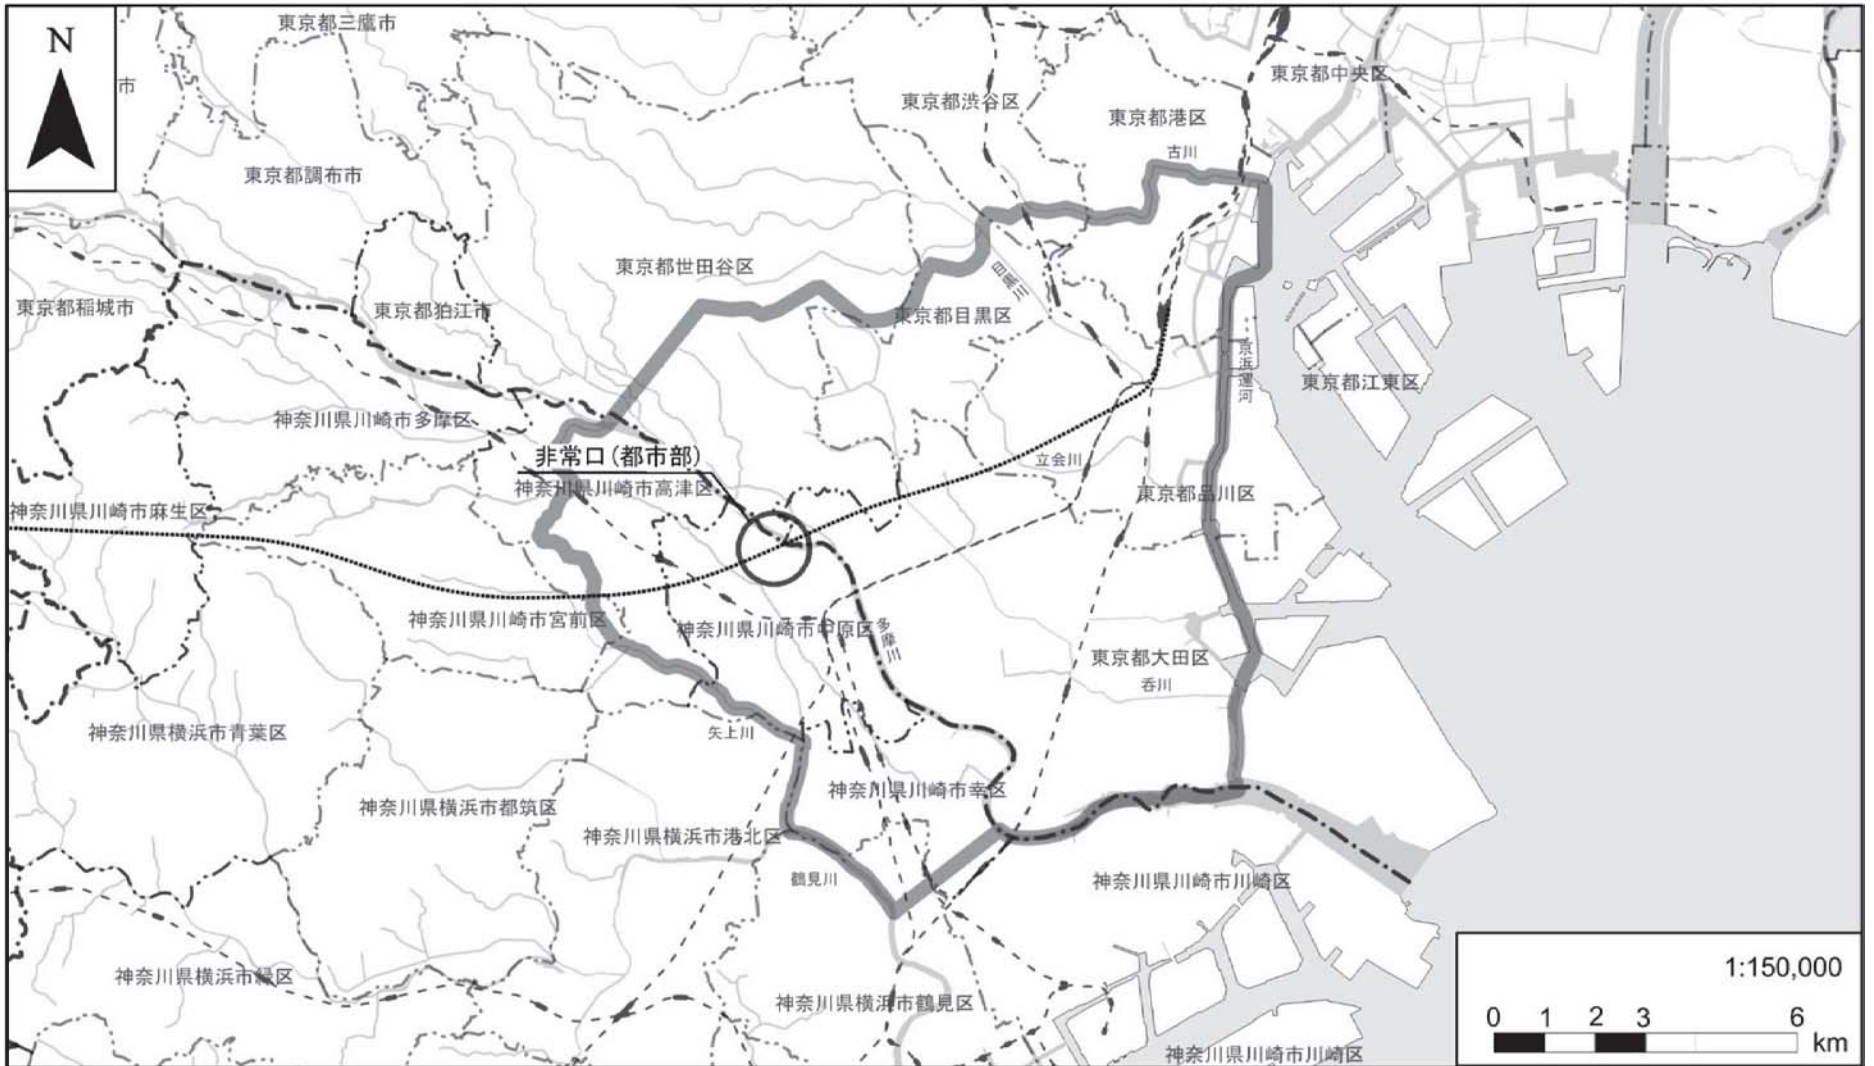 東京都三鷹市
N
東京都中央区
市
東京都渋谷区
東京都港区
古川
東京都調布市
東京都世田谷区
目黒川
東京都稲城市
東京都狛江市
東京都目黒区
京浜運河
東京都江東区
神奈川県川崎市多摩区
非常口(都市部)
立会川
神奈川県川崎市高津区
東京都品川区
神奈川県川崎市麻生区
神奈川県川崎市宮前区
神奈川県川崎市中原区
多摩川
東京都大田区
呑川
神奈川県横浜市青葉区
矢上川
神奈川県川崎市幸区
神奈川県横浜市都筑区
神奈川県横浜市港北区
鶴見川
神奈川県川崎市川崎区
神奈川県横浜市緑区
1:150,000
神奈川県横浜市鶴見区
0 1 2 3 6
km
神奈川県川崎市川崎区